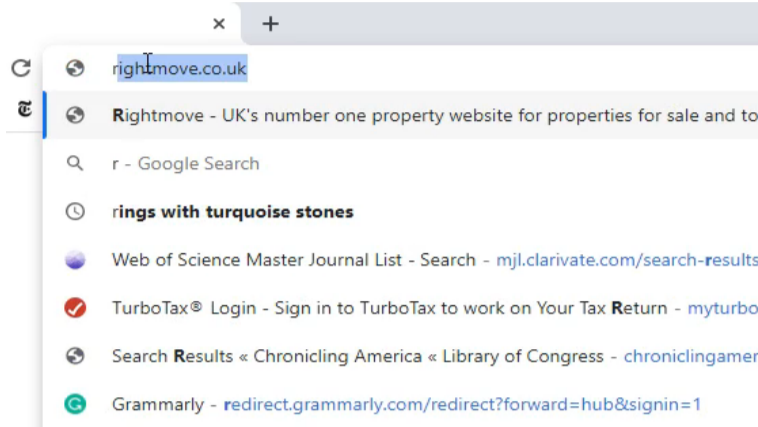 rightmove.co.uk
Rightmove - UK's number one property website for properties for sale and to
r - Google Search
rings with turquoise stones
Web of Science Master Journal List - Search - mjl.clarivate.com/search-results
TurboTax® Login - Sign in to TurboTax to work on Your Tax Return - myturbo
Search Results « Chronicling America « Library of Congress - chroniclingamer
Grammarly - redirect.grammarly.com/redirect?forward=hub&signin=1